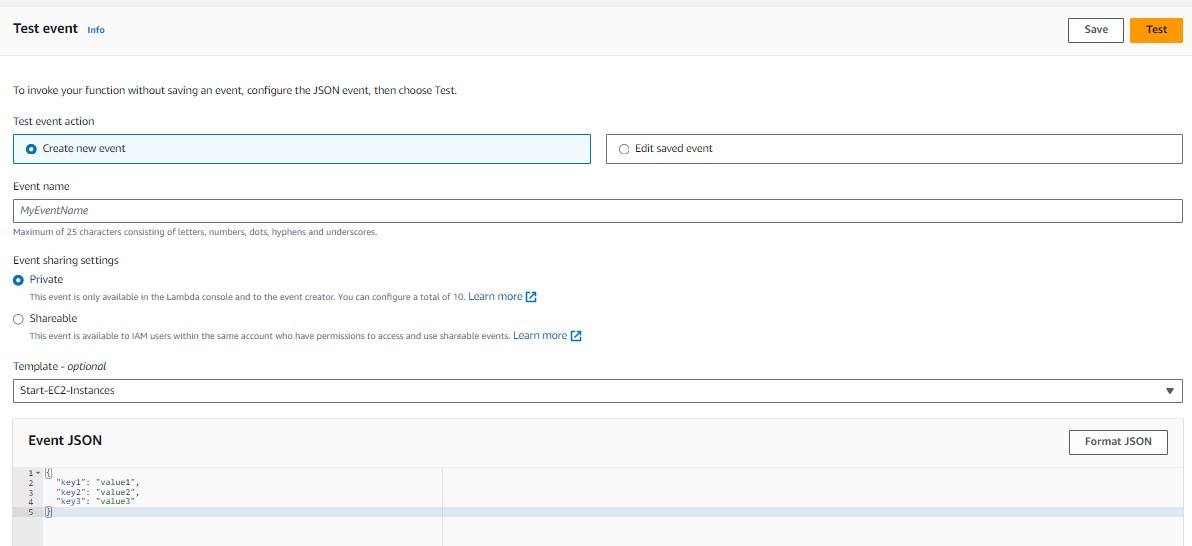 Test event Info
Save Test
To invoke your function without saving an event, configure the JSON event, then choose Test.
Test event action
Create new event
Edit saved event
Event name
MyEventName
Maximum of 25 characters consisting of letters, numbers, dots, hyphens and underscores.
Event sharing settings
Private
This event is only available in the Lambda console and to the event creator. You can configure a total of 10. Learn more
Shareable
This event is available to IAM users within the same account who have permissions to access and use shareable events. Learn more
Template - optional
Start-EC2-Instances
Event JSON
Format JSON
1 {
2 "key1": "value1",
3 "key2": "value2",
4 "key3": "value3"
5 }